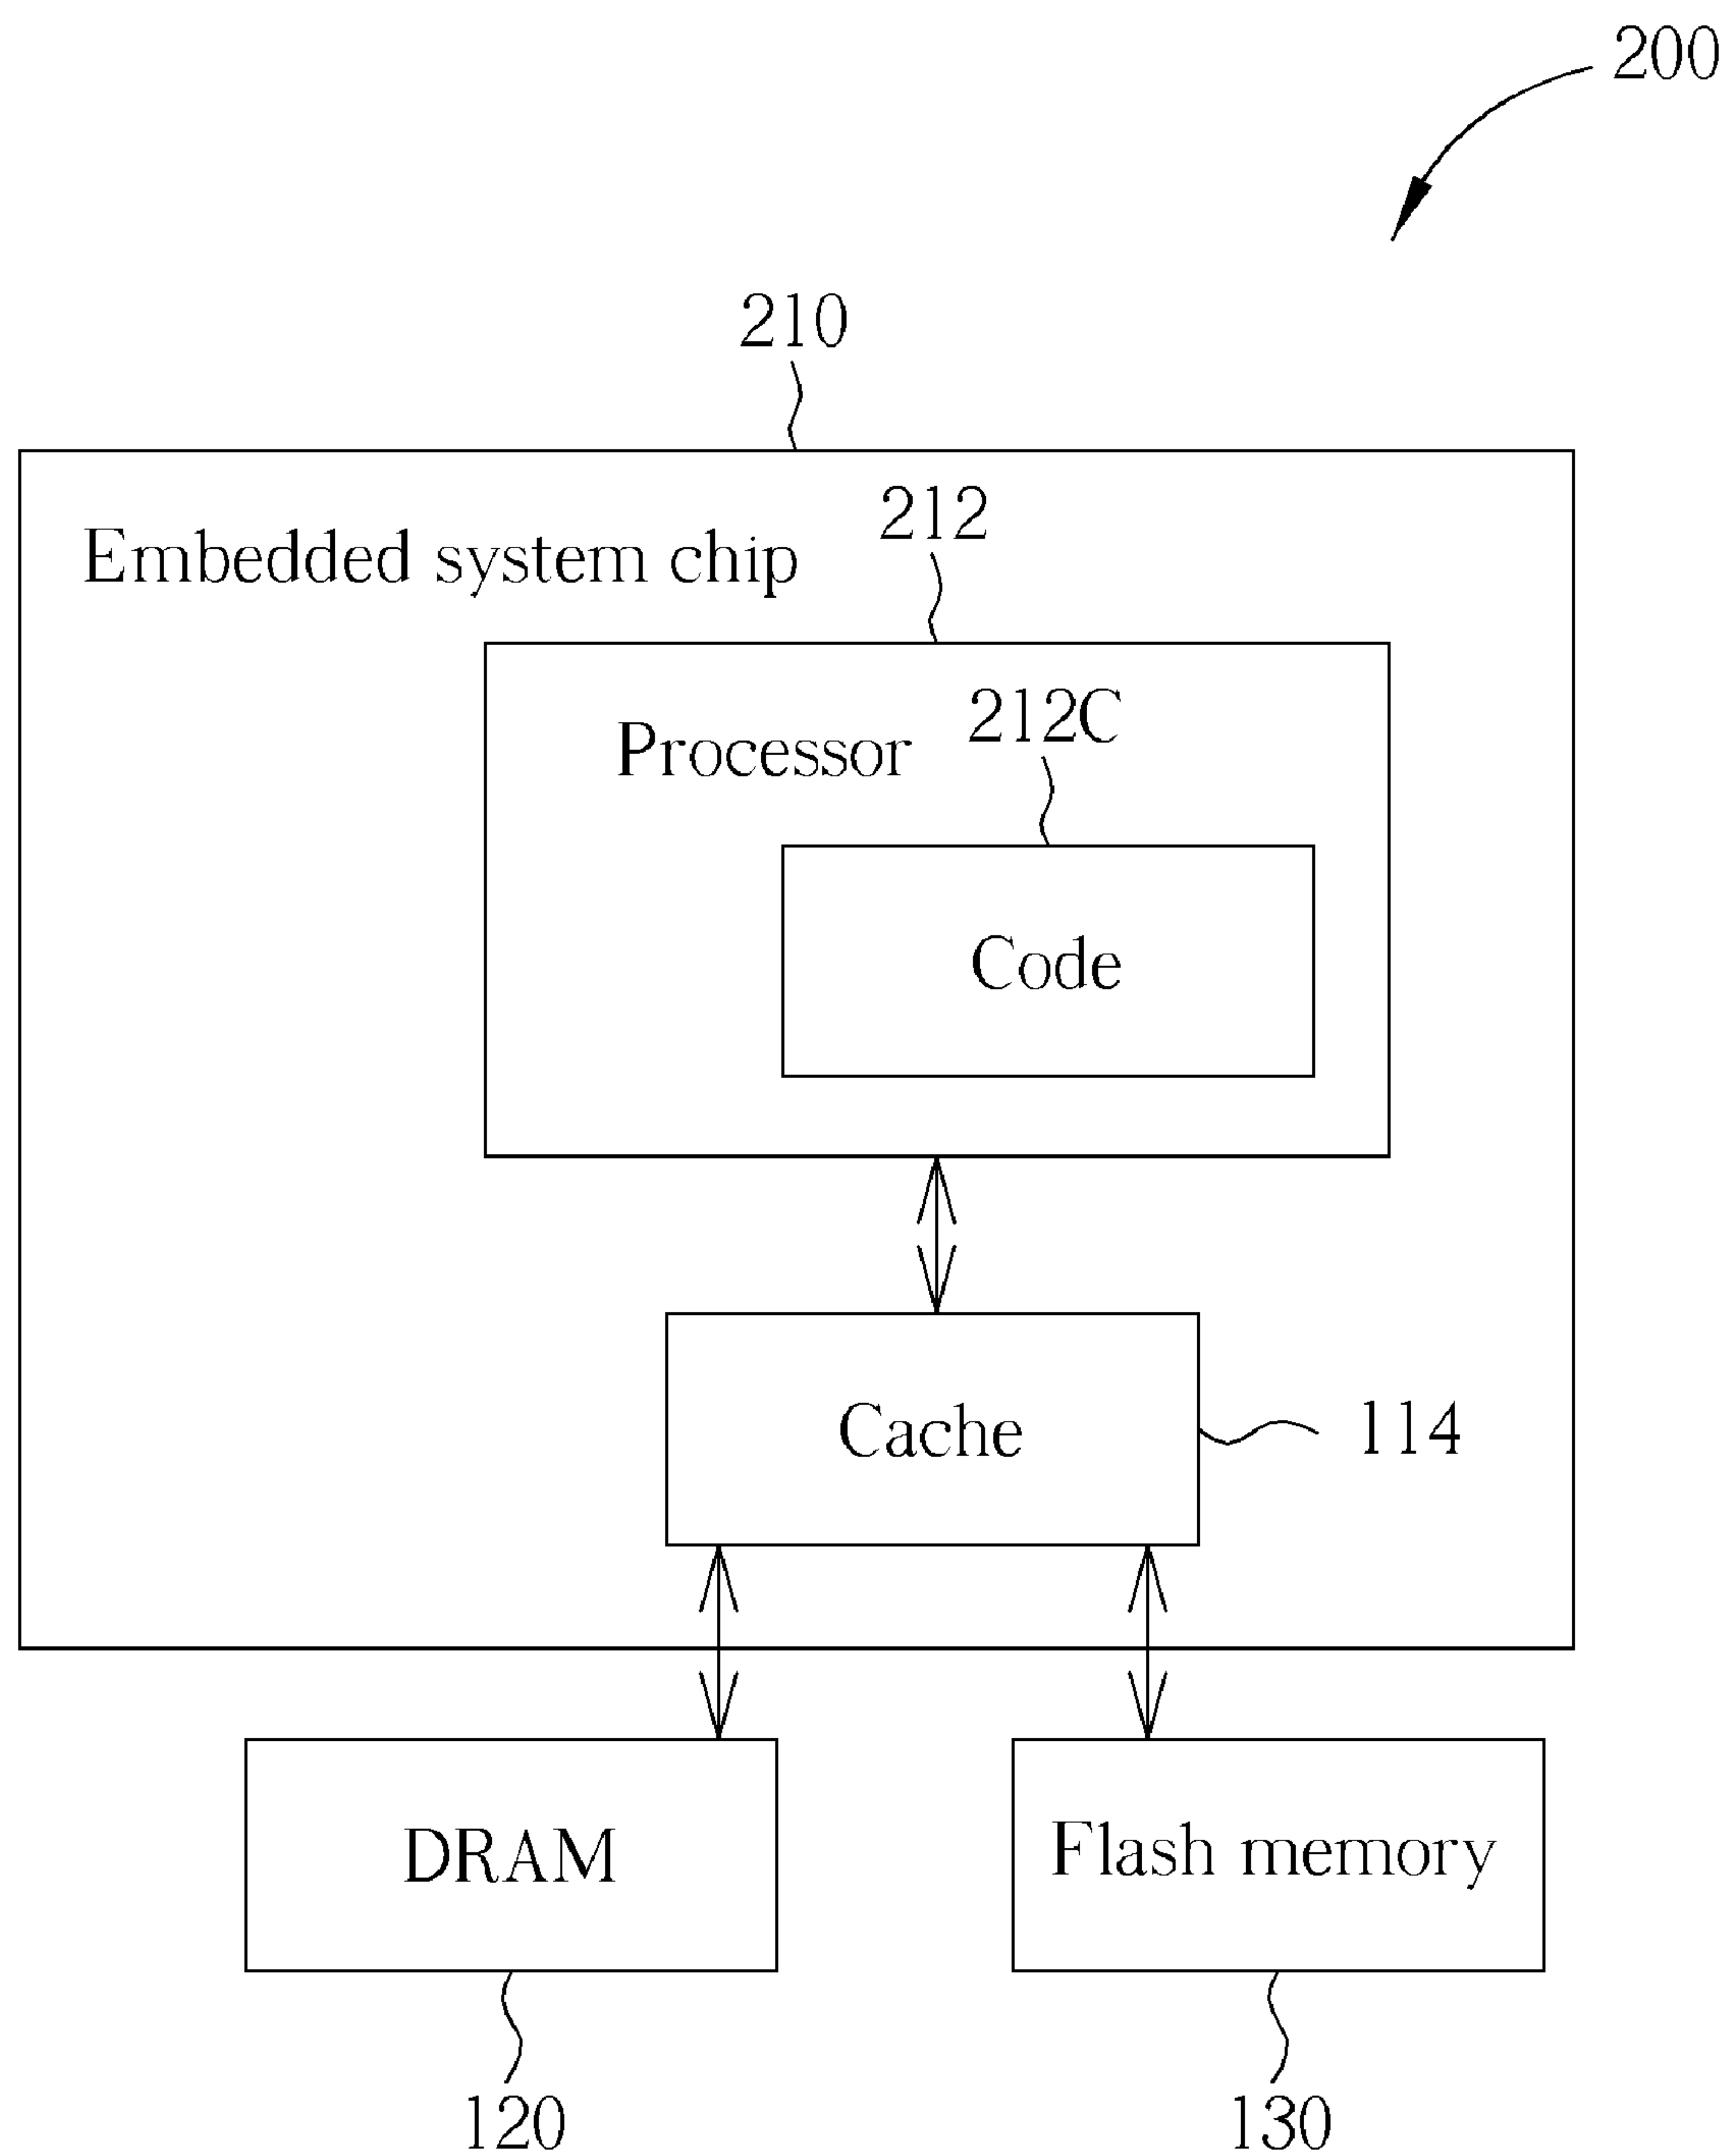 200
210
212
Embedded system chip
212C
Processor
Code
Cache
114
DRAM
Flash memory
120
130